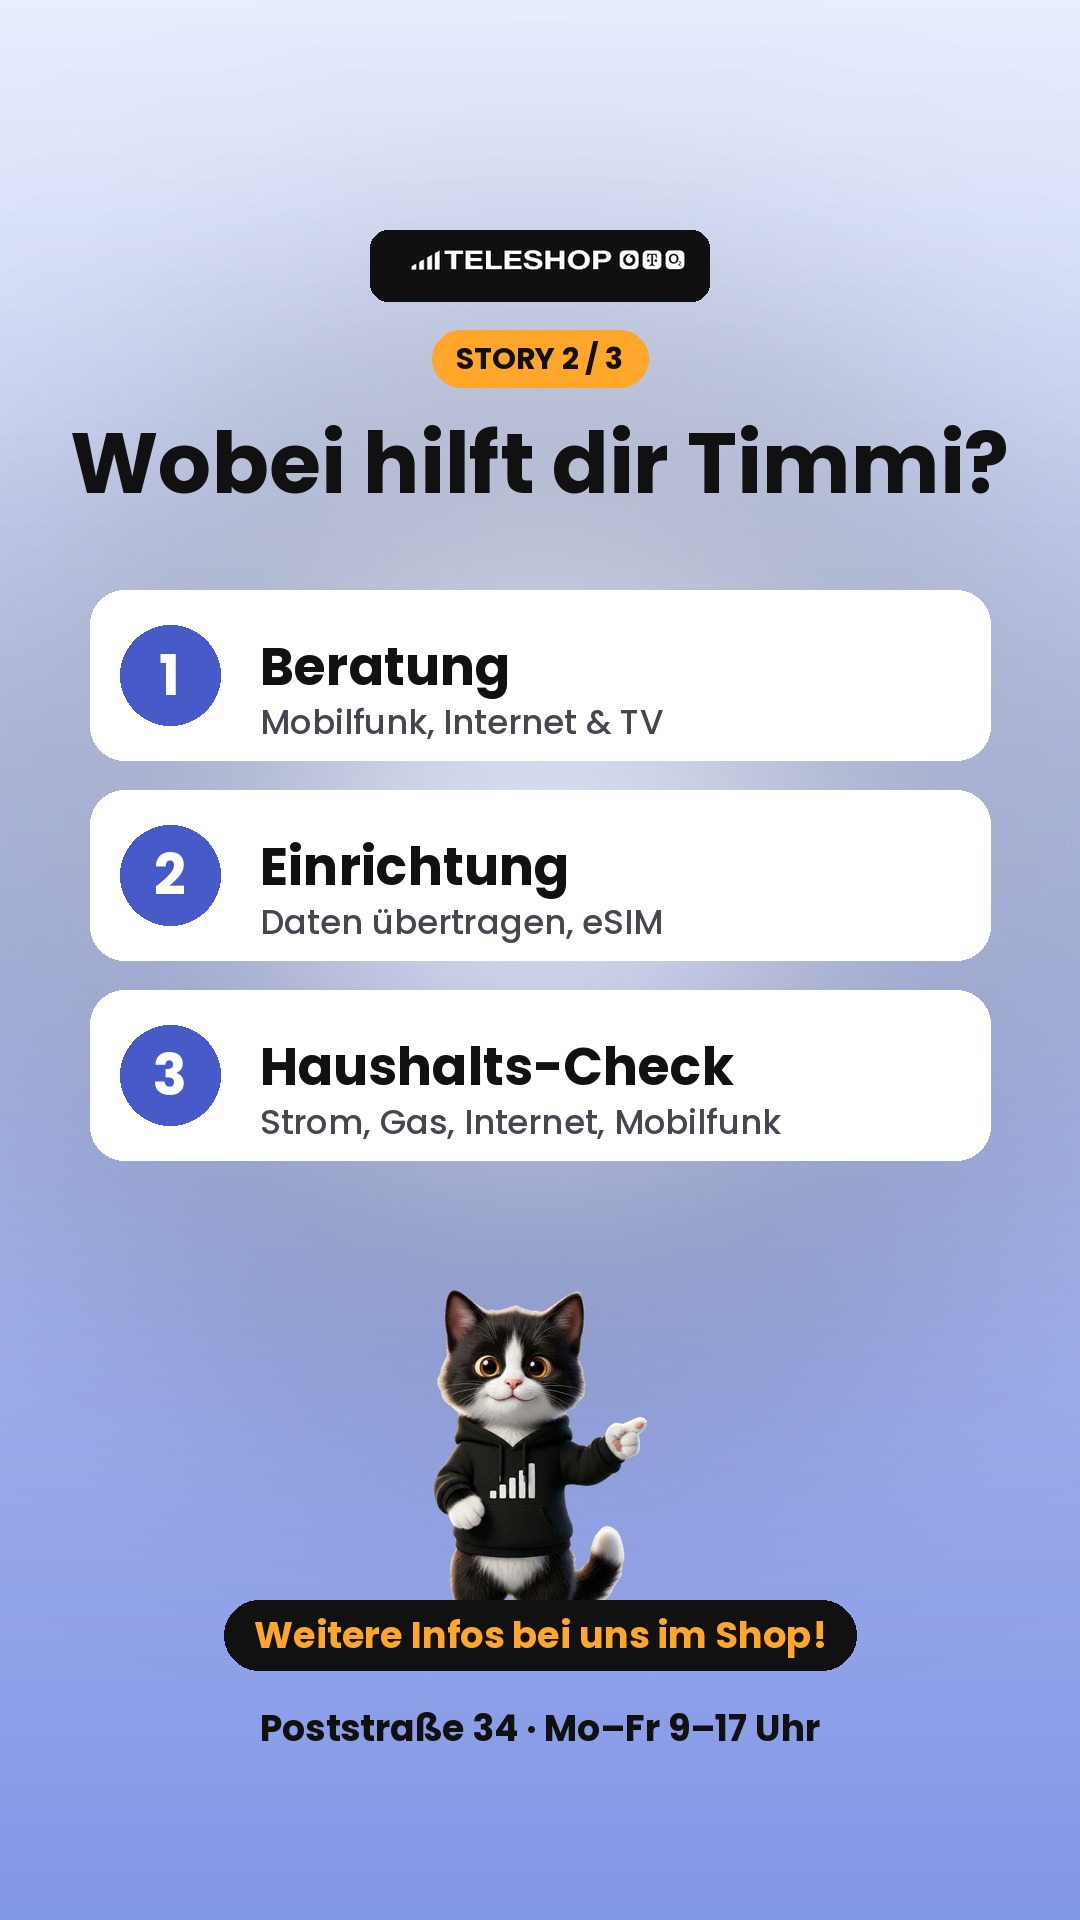 TELESHOP T O₂
STORY 2 / 3
Wobei hilft dir Timmi?
1
Beratung
Mobilfunk, Internet & TV
2
Einrichtung
Daten übertragen, eSIM
3
Haushalts-Check
Strom, Gas, Internet, Mobilfunk
Weitere Infos bei uns im Shop!
Poststraße 34 · Mo–Fr 9–17 Uhr